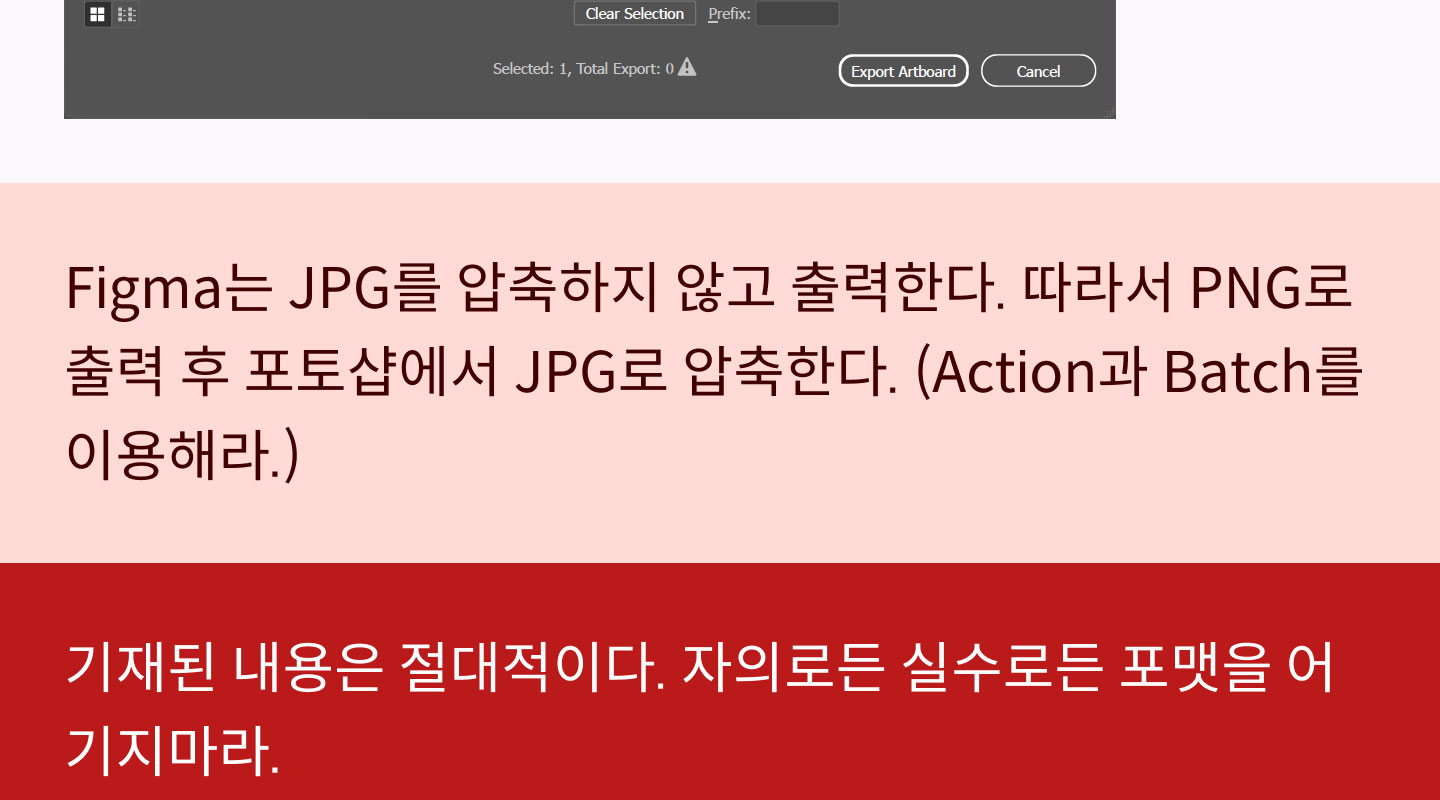 Clear Selection Prefix:
Selected: 1, Total Export: 0
Export Artboard Cancel
Figma는 JPG를 압축하지 않고 출력한다. 따라서 PNG로
출력 후 포토샵에서 JPG로 압축한다. (Action과 Batch를
이용해라.)
기재된 내용은 절대적이다. 자의로든 실수로든 포맷을 어
기지마라.